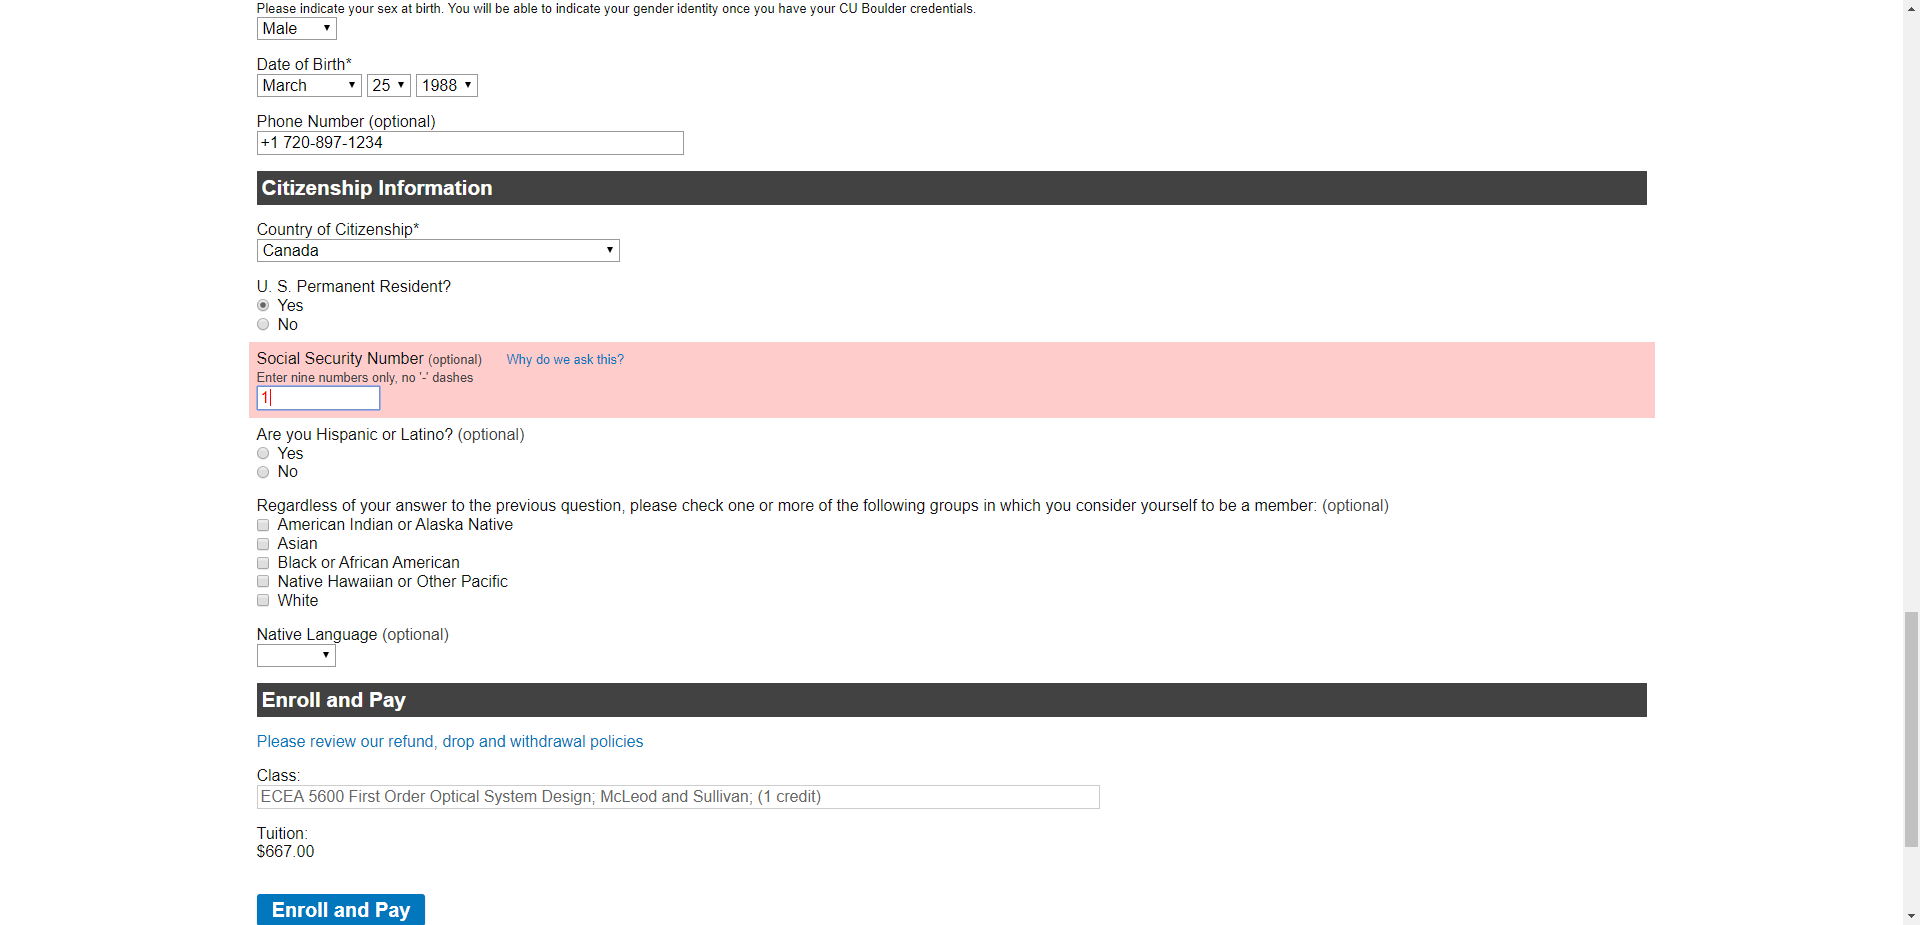 Please indicate your sex at birth. You will be able to indicate your gender identity once you have your CU Boulder credentials.
Male
Date of Birth*
March 25 1988
Phone Number (optional)
+1 720-897-1234
Citizenship Information
Country of Citizenship*
Canada
U. S. Permanent Resident?
Yes
No
Social Security Number (optional) Why do we ask this?
Enter nine numbers only, no '-' dashes
1
Are you Hispanic or Latino? (optional)
Yes
No
Regardless of your answer to the previous question, please check one or more of the following groups in which you consider yourself to be a member: (optional)
American Indian or Alaska Native
Asian
Black or African American
Native Hawaiian or Other Pacific
White
Native Language (optional)
Enroll and Pay
Please review our refund, drop and withdrawal policies
Class:
ECEA 5600 First Order Optical System Design; McLeod and Sullivan; (1 credit)
Tuition:
$667.00
Enroll and Pay